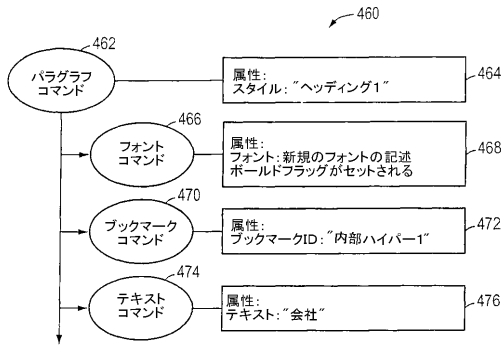 460
462
パラグラフ
コマンド
属性:
スタイル:"ヘッディング1"
464
466
フォント
コマンド
属性:
フォント:新規のフォントの記述
ボールドフラッグがセットされる
468
470
ブックマーク
コマンド
属性:
ブックマークID:"内部ハイパー1"
472
474
テキスト
コマンド
属性:
テキスト:"会社"
476